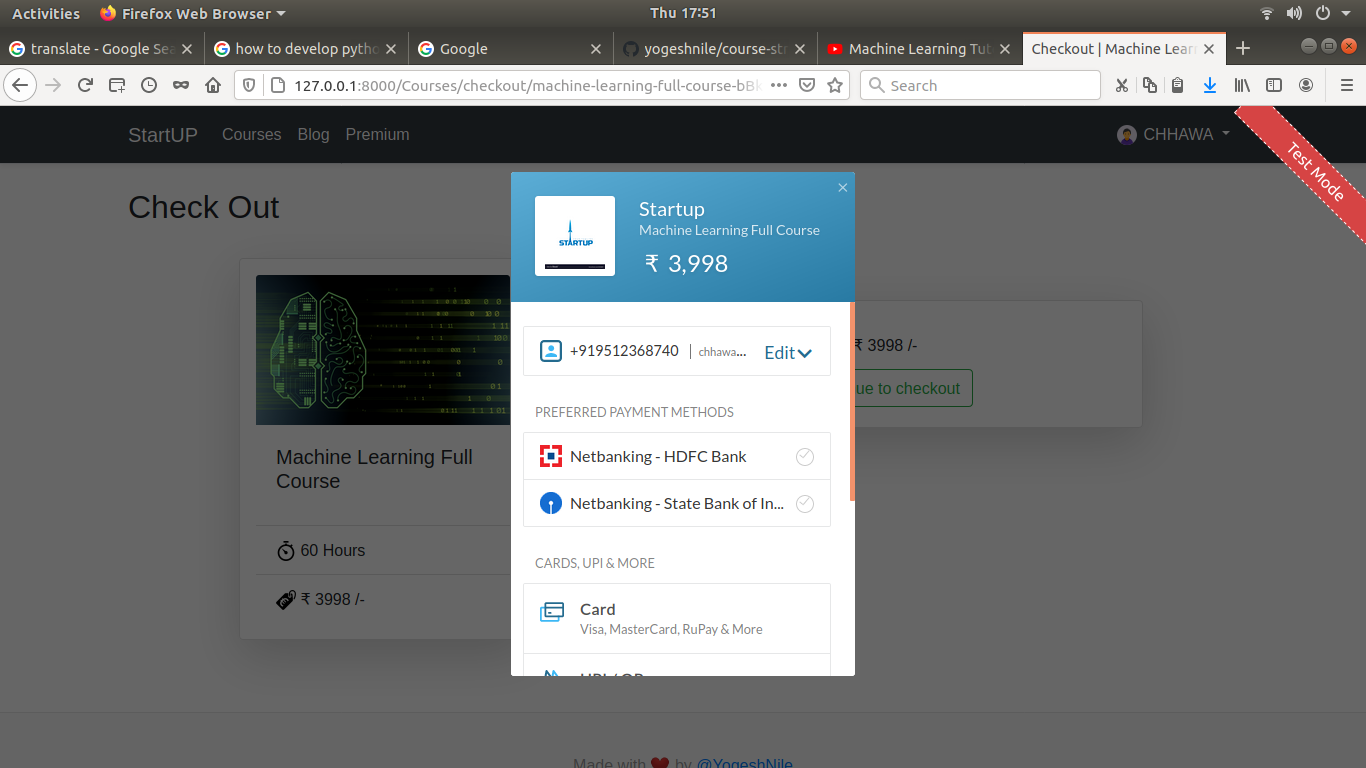 Activities Firefox Web Browser Thu 17:51
translate - Google Sea
how to develop pytho
Google
yogeshnile/course-str
Machine Learning Tut
Checkout | Machine Lear
127.0.0.1:8000/Courses/checkout/machine-learning-full-course-bBk
Search
StartUP Courses Blog Premium CHHAWA
Test Mode
Check Out
Startup
Machine Learning Full Course
₹ 3,998
STARTUP
+919512368740 | chhawa... Edit
PREFERRED PAYMENT METHODS
Netbanking - HDFC Bank
Netbanking - State Bank of In...
CARDS, UPI & MORE
Card
Visa, MasterCard, RuPay & More
Machine Learning Full
Course
60 Hours
₹ 3998 /-
₹ 3998 /-
ue to checkout
Made with ❤️ by @YogeshNile